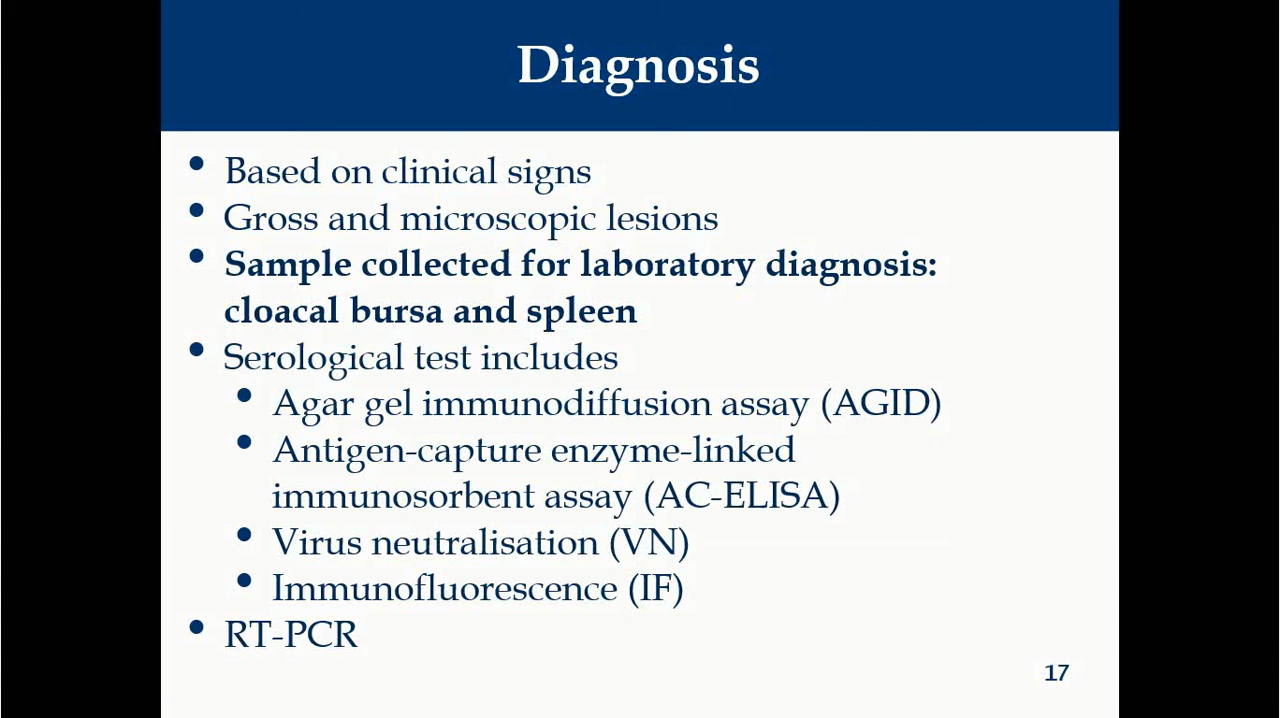 Diagnosis
• Based on clinical signs
• Gross and microscopic lesions
• Sample collected for laboratory diagnosis:
cloacal bursa and spleen
• Serological test includes
• Agar gel immunodiffusion assay (AGID)
• Antigen-capture enzyme-linked
immunosorbent assay (AC-ELISA)
• Virus neutralisation (VN)
• Immunofluorescence (IF)
• RT-PCR
17